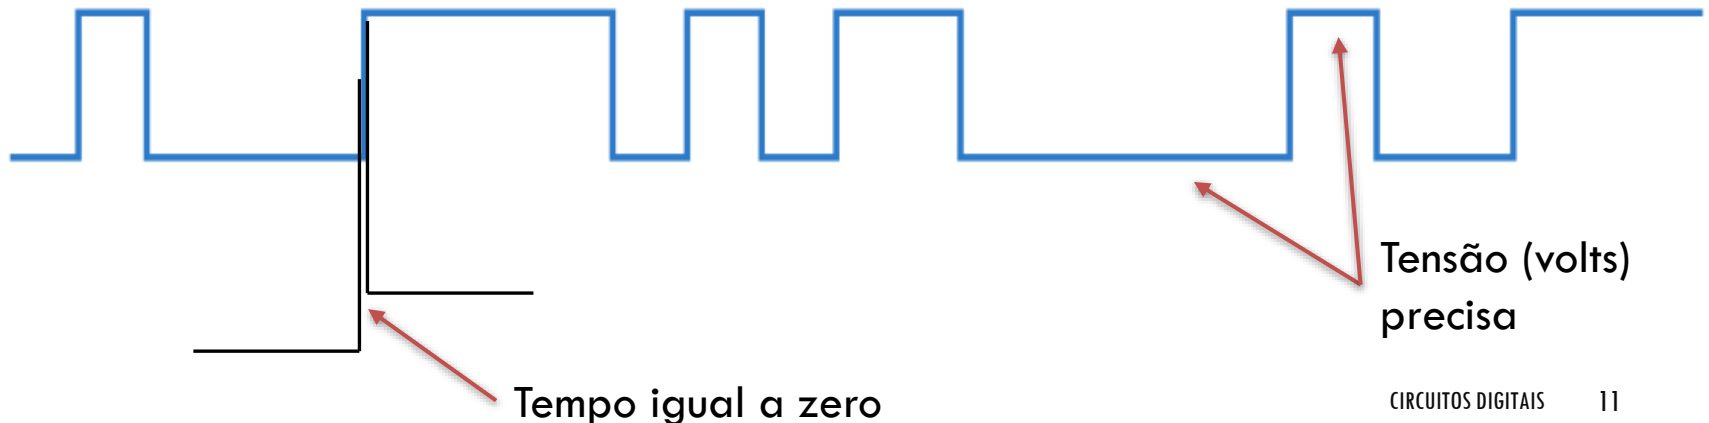 Tensão (volts)
precisa
Tempo igual a zero
CIRCUITOS DIGITAIS 11